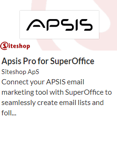 APSIS
Siteshop
Apsis Pro for SuperOffice
Siteshop ApS
Connect your APSIS email
marketing tool with SuperOffice to
seamlessly create email lists and
foll...